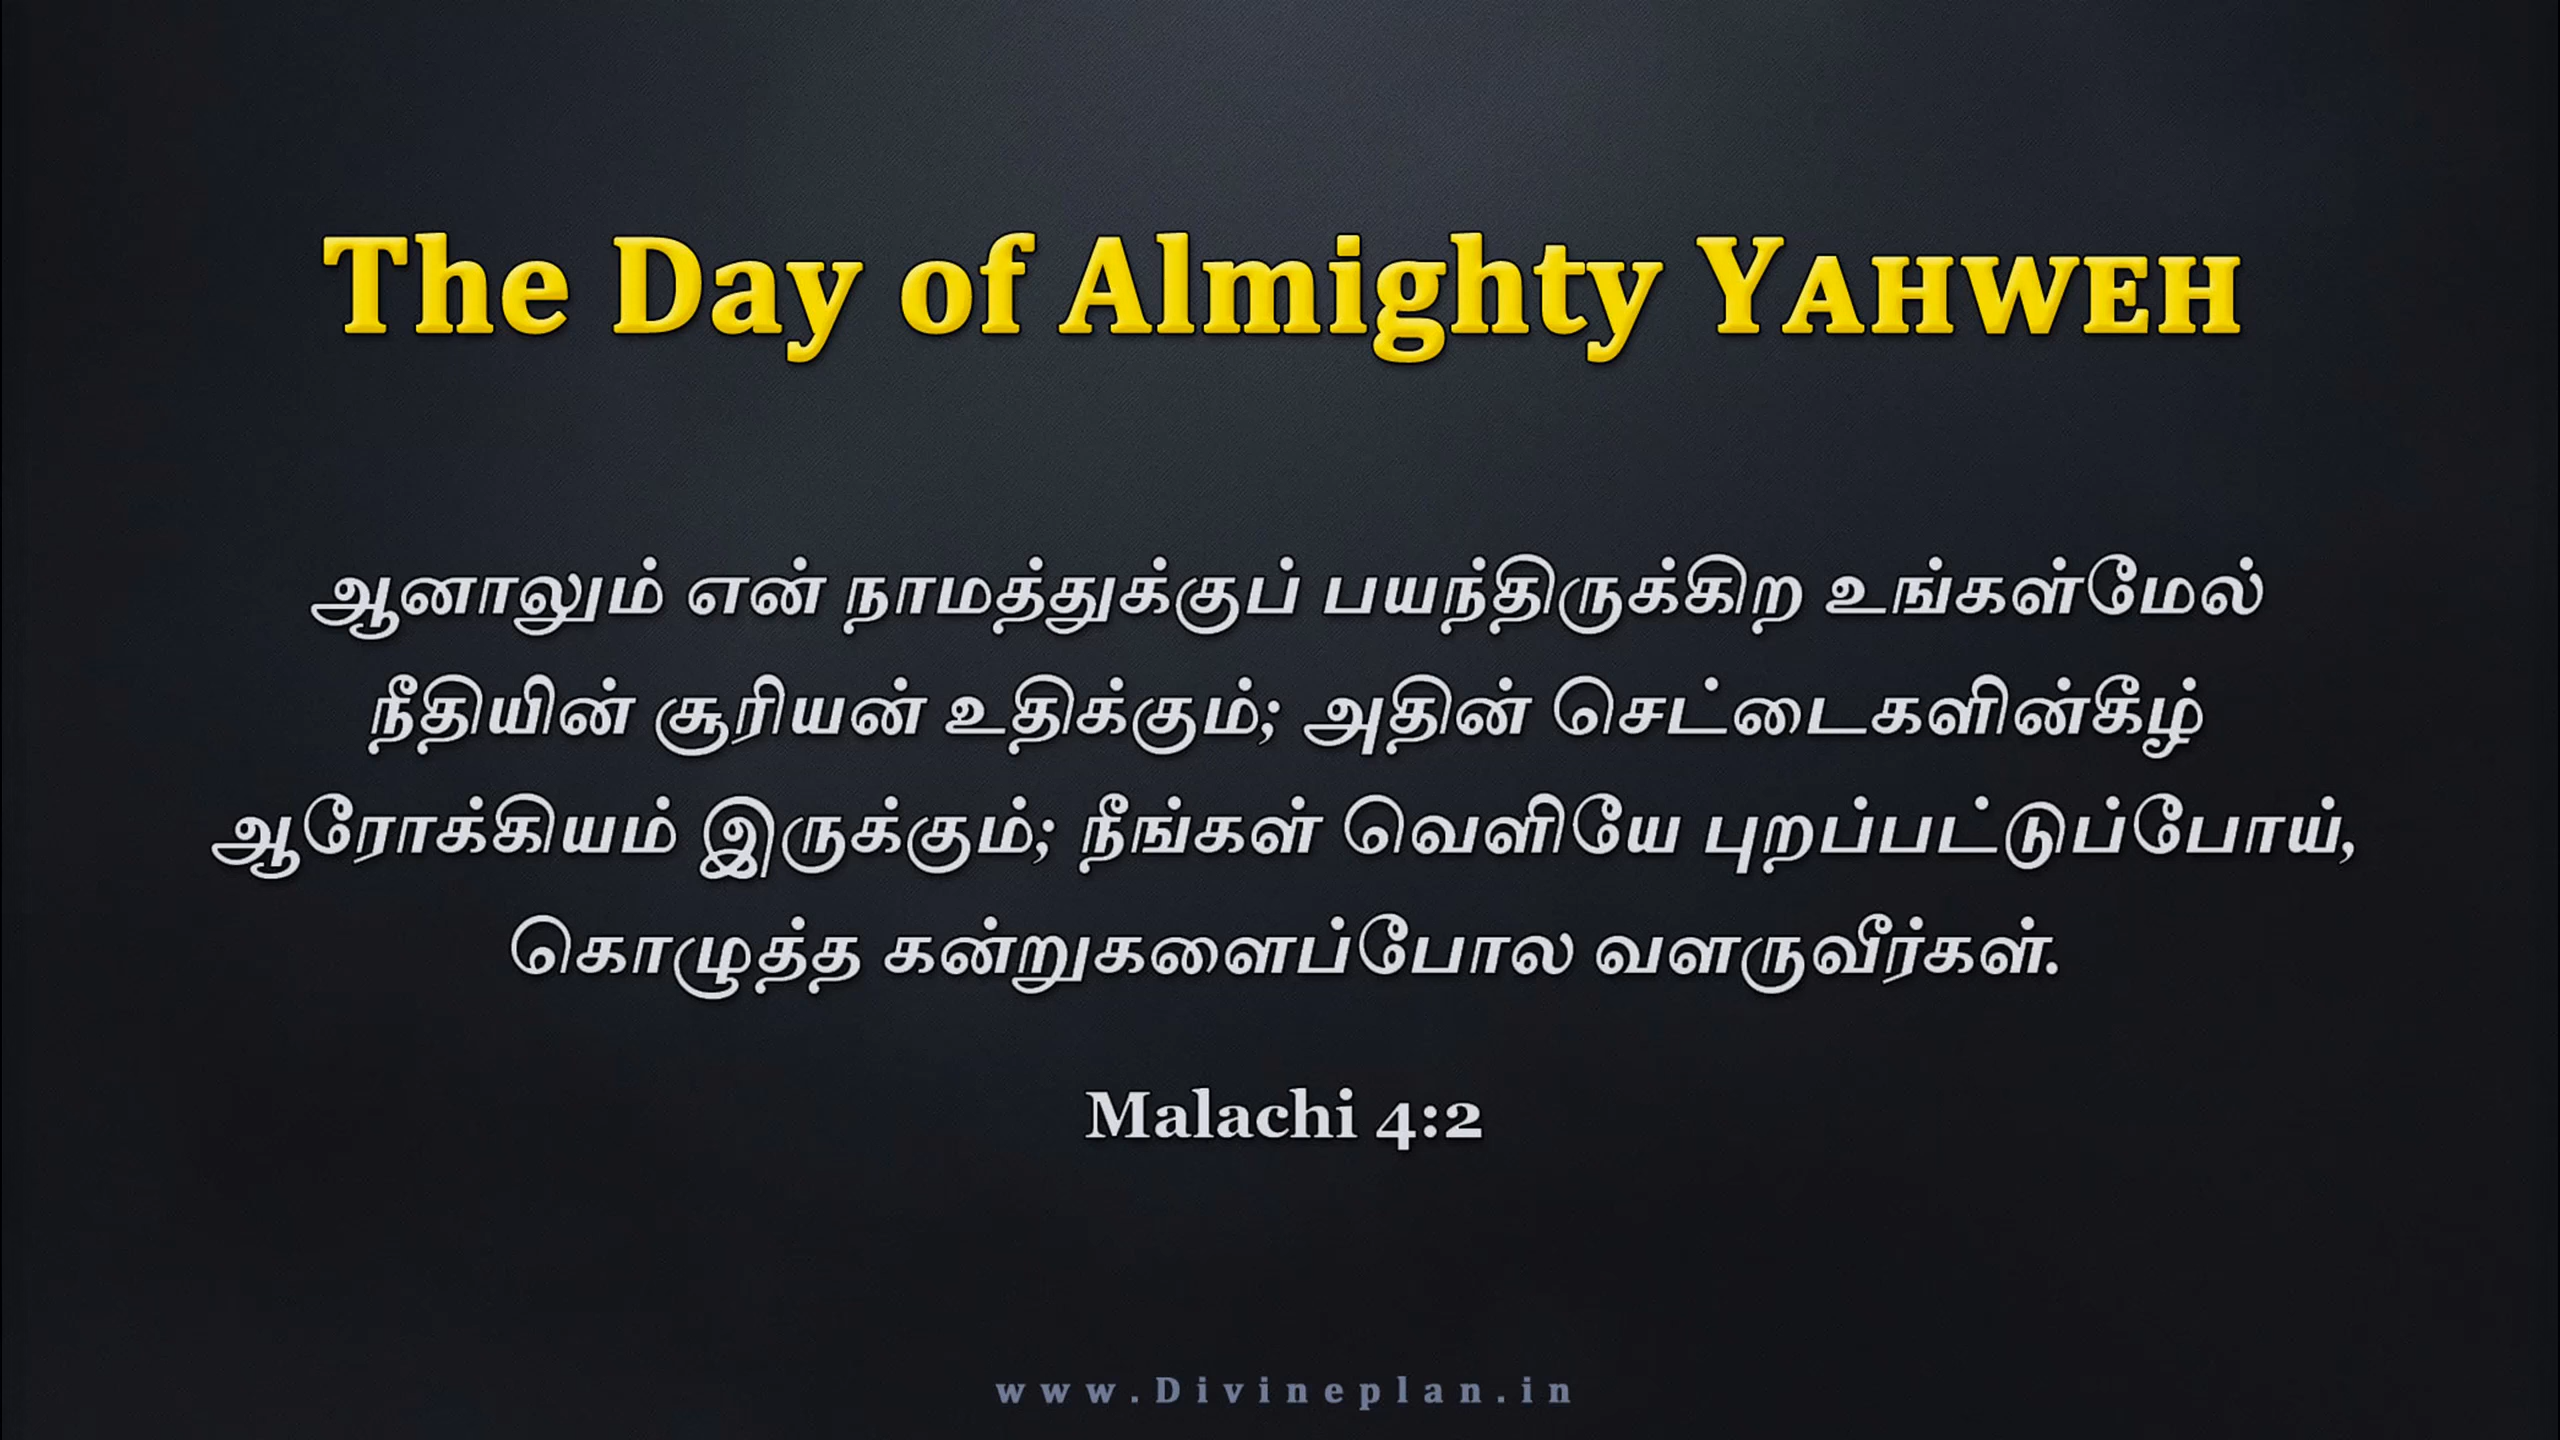 The Day of Almighty YAHWEH
ஆனாலும் என் நாமத்துக்குப் பயந்திருக்கிற உங்கள்மேல்
நீதியின் சூரியன் உதிக்கும்; அதின் செட்டைகளின்கீழ்
ஆரோக்கியம் இருக்கும்; நீங்கள் வெளியே புறப்பட்டுப்போய்,
கொழுத்த கன்றுகளைப்போல வளருவீர்கள்.
Malachi 4:2
www.Divineplan.in